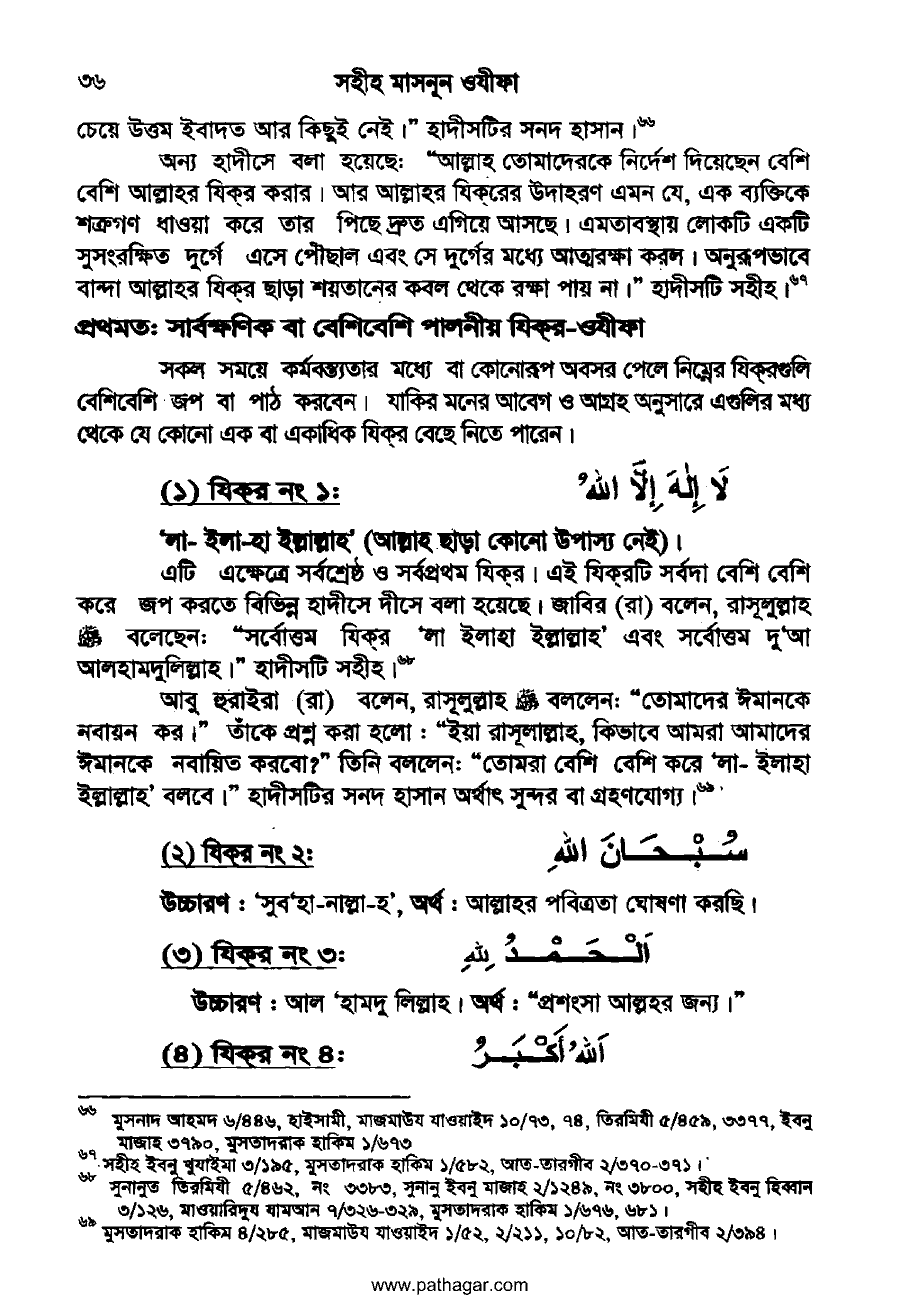 ৩৬ সহীহ মাসনূন ওযীফা
চেয়ে উত্তম ইবাদত আর কিছুই নেই।” হাদীসটির সনদ হাসান।৬৬
অন্য হাদীসে বলা হয়েছে: “আল্লাহ তোমাদেরকে নির্দেশ দিয়েছেন বেশি
বেশি আল্লাহর যিক্‌র করার। আর আল্লাহর যিক্‌রের উদাহরণ এমন যে, এক ব্যক্তিকে
শত্রুগণ ধাওয়া করে তার পিছে দ্রুত এগিয়ে আসছে। এমতাবস্থায় লোকটি একটি
সুসংরক্ষিত দুর্গে এসে পৌঁছাল এবং সে দুর্গের মধ্যে আত্মরক্ষা করল। অনুরূপভাবে
বান্দা আল্লাহর যিক্‌র ছাড়া শয়তানের কবল থেকে রক্ষা পায় না।” হাদীসটি সহীহ।৬৭
প্রথমত: সার্বক্ষণিক বা বেশিবেশি পালনীয় যিক্‌র-ওযীফা
সকল সময়ে কর্মব্যস্ততার মধ্যে বা কোনোরূপ অবসর পেলে নিম্নের যিক্‌রগুলি
বেশিবেশি জপ বা পাঠ করবেন। যাকির মনের আবেগ ও আগ্রহ অনুসারে এগুলির মধ্য
থেকে যে কোনো এক বা একাধিক যিক্‌র বেছে নিতে পারেন।
(১) যিক্‌র নং ১: لَا إِلٰهَ إِلَّا اللهُ
‘লা- ইলা-হা ইল্লাল্লাহ’ (আল্লাহ ছাড়া কোনো উপাস্য নেই)।
এটি এক্ষেত্রে সর্বশ্রেষ্ঠ ও সর্বপ্রথম যিক্‌র। এই যিক্‌রটি সর্বদা বেশি বেশি
করে জপ করতে বিভিন্ন হাদীসে দীসে বলা হয়েছে। জাবির (রা) বলেন, রাসূলুল্লাহ
ﷺ বলেছেন: “সর্বোত্তম যিক্‌র ‘লা ইলাহা ইল্লাল্লাহ’ এবং সর্বোত্তম দু‘আ
আলহামদুলিল্লাহ।” হাদীসটি সহীহ।৬৮
আবু হুরাইরা (রা) বলেন, রাসূলুল্লাহ ﷺ বললেন: “তোমাদের ঈমানকে
নবায়ন কর।” তাঁকে প্রশ্ন করা হলো : “ইয়া রাসূলাল্লাহ, কিভাবে আমরা আমাদের
ঈমানকে নবায়িত করবো?” তিনি বললেন: “তোমরা বেশি বেশি করে ‘লা- ইলাহা
ইল্লাল্লাহ’ বলবে।” হাদীসটির সনদ হাসান অর্থাৎ সুন্দর বা গ্রহণযোগ্য।৬৯
(২) যিক্‌র নং ২: سُبْحَانَ اللهِ
উচ্চারণ : ‘সুব‘হা-নাল্লা-হ’, অর্থ : আল্লাহর পবিত্রতা ঘোষণা করছি।
(৩) যিক্‌র নং ৩: اَلْحَمْدُ لِلهِ
উচ্চারণ : আল ‘হামদু লিল্লাহ। অর্থ : “প্রশংসা আল্লহর জন্য।”
(৪) যিক্‌র নং ৪: اَللهُ أَكْبَرُ
৬৬ মুসনাদ আহমদ ৬/৪৪৬, হাইসামী, মাজমাউয যাওয়াইদ ১০/৭৩, ৭৪, তিরমিযী ৫/৪৫৯, ৩৩৭৭, ইবনু
মাজাহ ৩৭৯০, মুসতাদরাক হাকিম ১/৬৭৩
৬৭ সহীহ ইবনু খুযাইমা ৩/১৯৫, মুসতাদরাক হাকিম ১/৫৮২, আত-তারগীব ২/৩৭০-৩৭১।
৬৮ সুনানুত তিরমিযী ৫/৪৬২, নং ৩৩৮৩, সুনানু ইবনু মাজাহ ২/১২৪৯, নং ৩৮০০, সহীহ ইবনু হিব্বান
৩/১২৬, মাওয়ারিদুয যামআন ৭/৩২৬-৩২৯, মুসতাদরাক হাকিম ১/৬৭৬, ৬৮১।
৬৯ মুসতাদরাক হাকিম ৪/২৮৫, মাজমাউয যাওয়াইদ ১/৫২, ২/২১১, ১০/৮২, আত-তারগীব ২/৩৯৪।
www.pathagar.com